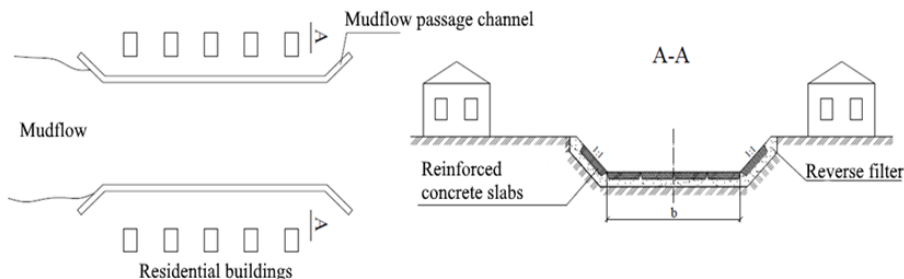 Mudflow passage channel
A
A-A
Mudflow
1:1
1:1
Reinforced
concrete slabs
Reverse filter
b
A
Residential buildings